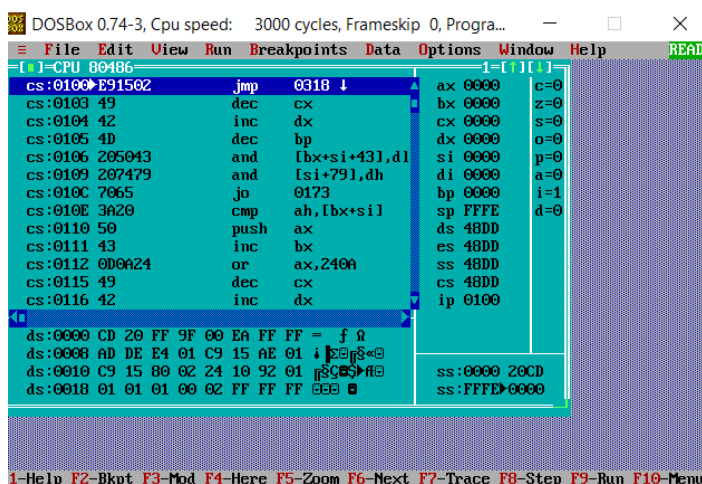 DOSBox 0.74-3, Cpu speed: 3000 cycles, Frameskip 0, Progra...
≡ File Edit View Run Breakpoints Data Options Window Help READ
[■]=CPU 80486 1=[↑][↓]
cs:0100►E91502 jmp 0318 ↓ ax 0000 c=0
cs:0103 49 dec cx bx 0000 z=0
cs:0104 42 inc dx cx 0000 s=0
cs:0105 4D dec bp dx 0000 o=0
cs:0106 205043 and [bx+si+43],dl si 0000 p=0
cs:0109 207479 and [si+79],dh di 0000 a=0
cs:010C 7065 jo 0173 bp 0000 i=1
cs:010E 3A20 cmp ah,[bx+si] sp FFFE d=0
cs:0110 50 push ax ds 48DD
cs:0111 43 inc bx es 48DD
cs:0112 0D0A24 or ax,240A ss 48DD
cs:0115 49 dec cx cs 48DD
cs:0116 42 inc dx ip 0100
ds:0000 CD 20 FF 9F 00 EA FF FF = ƒ Ω
ds:0008 AD DE E4 01 C9 15 AE 01
ds:0010 C9 15 80 02 24 10 92 01 ss:0000 20CD
ds:0018 01 01 01 00 02 FF FF FF ss:FFFE►0000
1-Help F2-Bkpt F3-Mod F4-Here F5-Zoom F6-Next F7-Trace F8-Step F9-Run F10-Menu